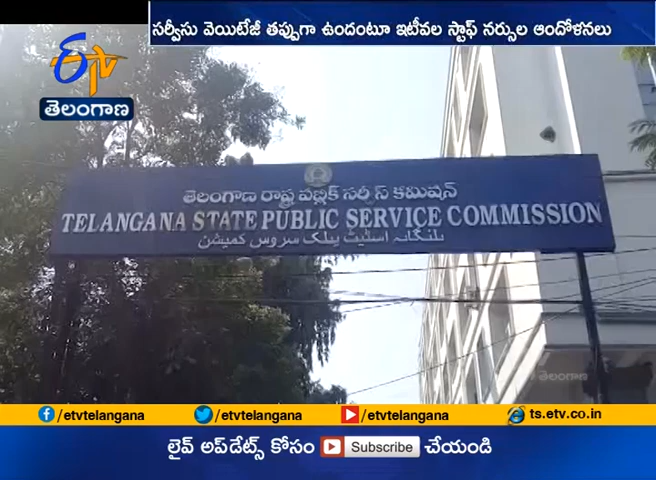 సర్వీసు వెయిటేజీ తప్పుగా ఉందంటూ ఇటీవల స్టాఫ్ నర్సుల ఆందోళనలు
ETV
తెలంగాణ
తెలంగాణ రాష్ట్ర పబ్లిక్ సర్వీస్ కమిషన్
TELANGANA STATE PUBLIC SERVICE COMMISSION
تلنگانہ اسٹیٹ پبلک سروس کمیشن
తెలంగాణ
/etvtelangana /etvtelangana /etvtelangana ts.etv.co.in
లైవ్ అప్‌డేట్స్ కోసం Subscribe చేయండి